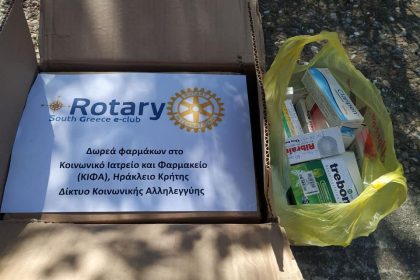 Rotary
South Greece e-club
Δωρεά φαρμάκων στο
Κοινωνικό Ιατρείο και Φαρμακείο
(ΚΙΦΑ), Ηράκλειο Κρήτης
Δίκτυο Κοινωνικής Αλληλεγγύης
trebon